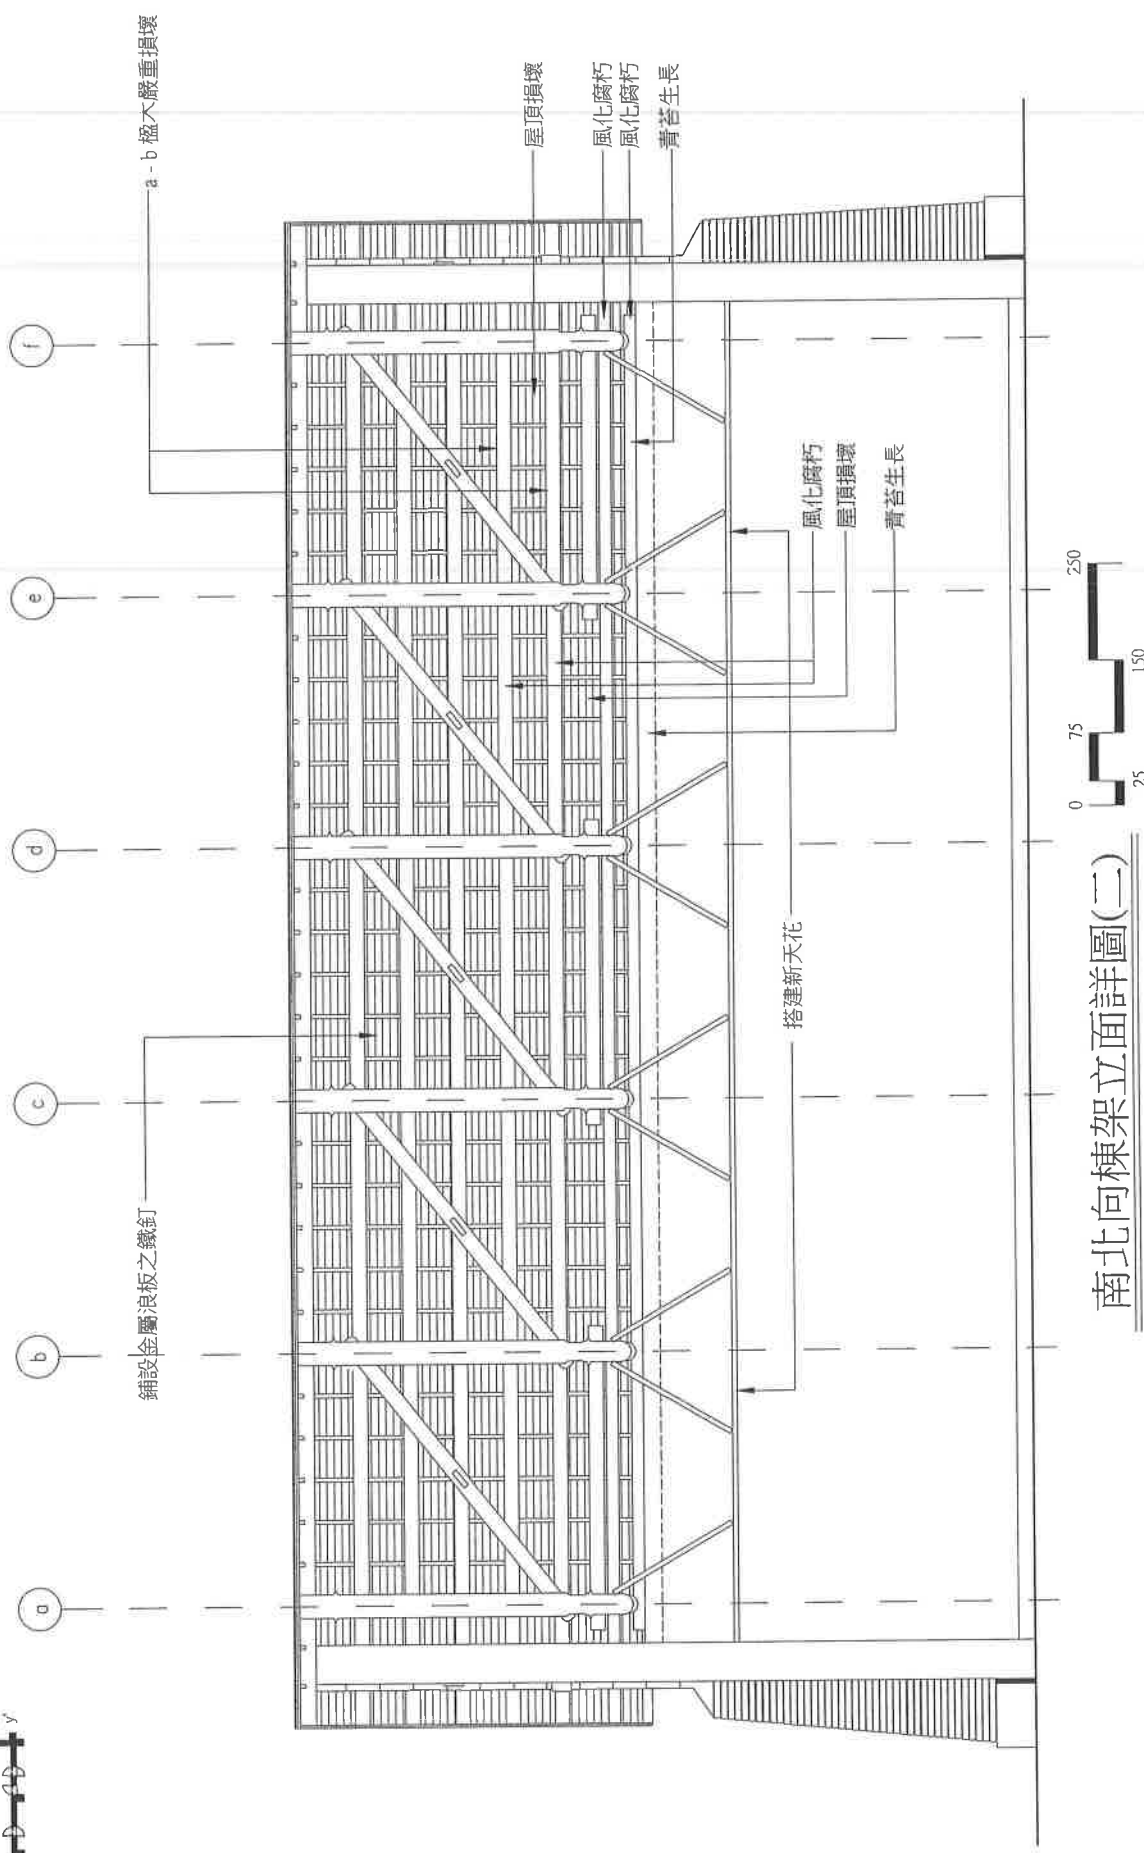 a
b
c
d
e
f
鋪設金屬浪板之鐵釘
a - b 楹木嚴重損壞
屋頂損壞
風化腐朽
風化腐朽
青苔生長
風化腐朽
屋頂損壞
青苔生長
搭建新天花
南北向棟架立面詳圖(二)
0
25
75
150
250
y'